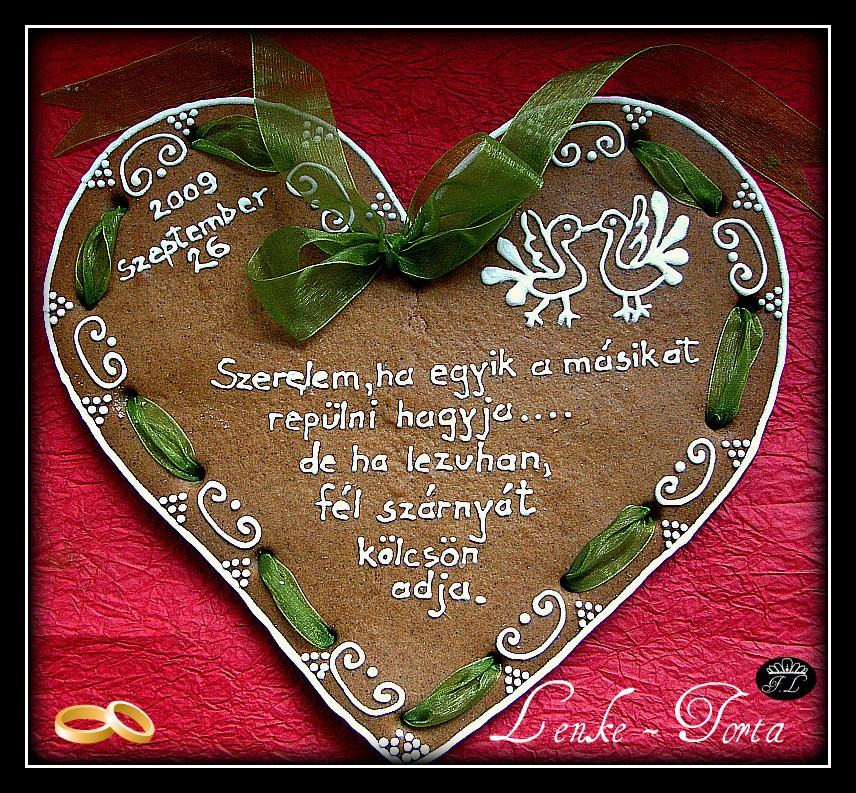 2009
szeptember
26
Szerelem, ha egyik a másikat
repülni hagyja....
de ha lezuhan,
fél szárnyát
kölcsön
adja.
F.L
Lenke ~ Torta